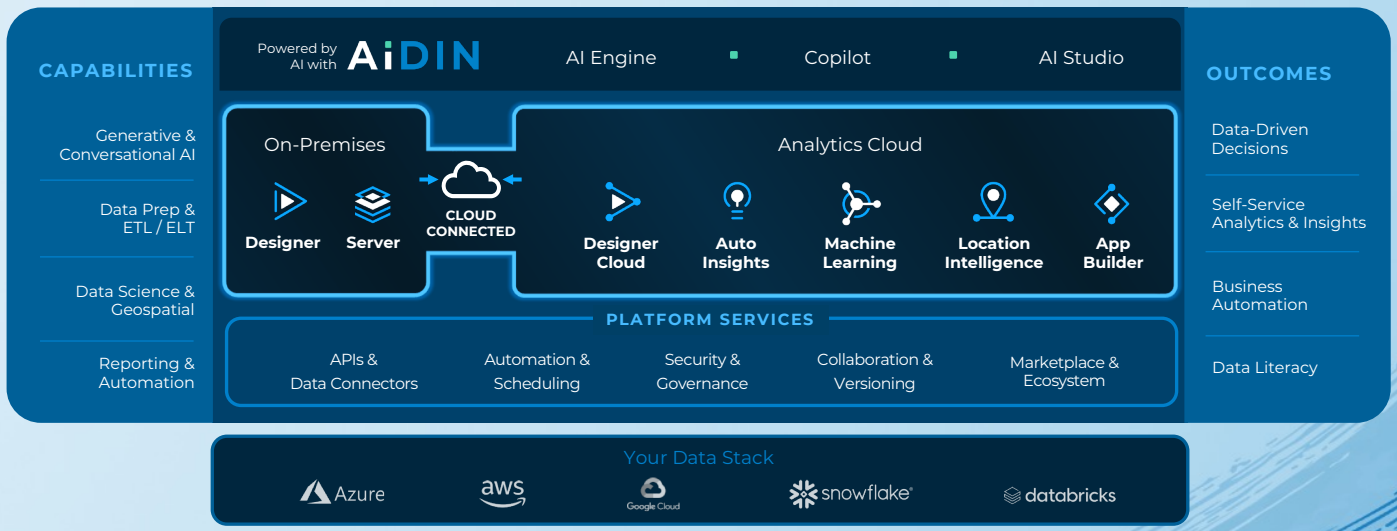 CAPABILITIES
Generative &
Conversational AI
Data Prep &
ETL / ELT
Data Science &
Geospatial
Reporting &
Automation
Powered by
AI with
AiDIN
AI Engine
Copilot
AI Studio
On-Premises
Designer
Server
CLOUD
CONNECTED
Analytics Cloud
Designer
Cloud
Auto
Insights
Machine
Learning
Location
Intelligence
App
Builder
PLATFORM SERVICES
APIs &
Data Connectors
Automation &
Scheduling
Security &
Governance
Collaboration &
Versioning
Marketplace &
Ecosystem
OUTCOMES
Data-Driven
Decisions
Self-Service
Analytics & Insights
Business
Automation
Data Literacy
Your Data Stack
Azure
aws
Google Cloud
snowflake®
databricks